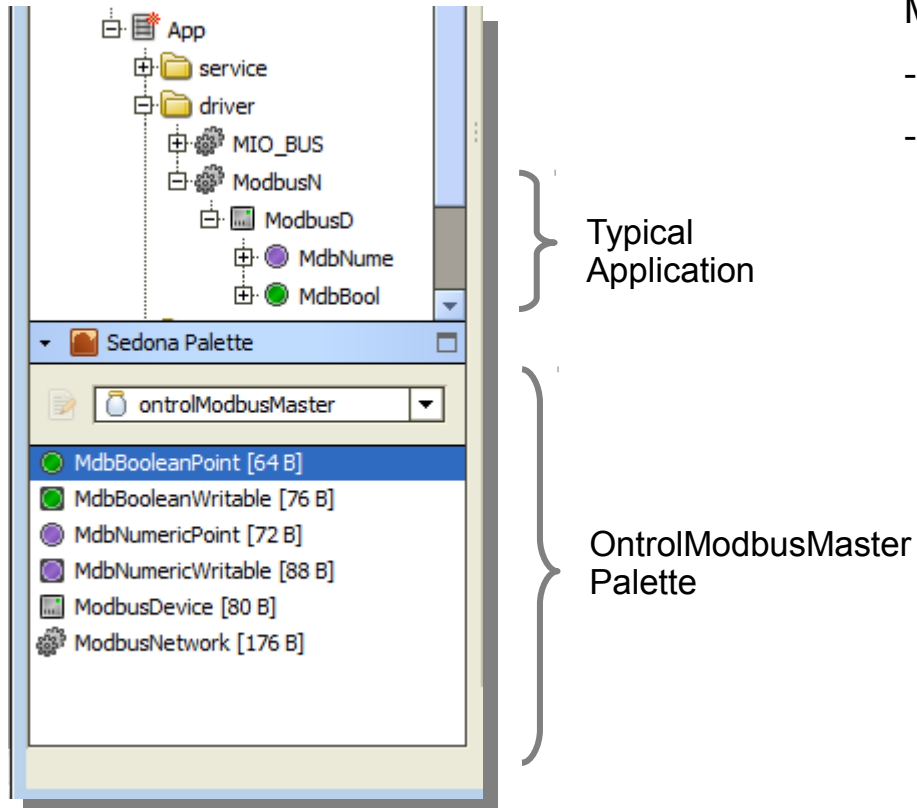 App
service
driver
MIO_BUS
ModbusN
ModbusD
MdbNume
MdbBool
Typical
Application
Sedona Palette
ontrolModbusMaster
MdbBooleanPoint [64 B]
MdbBooleanWritable [76 B]
MdbNumericPoint [72 B]
MdbNumericWritable [88 B]
ModbusDevice [80 B]
ModbusNetwork [176 B]
OntrolModbusMaster
Palette
-
-